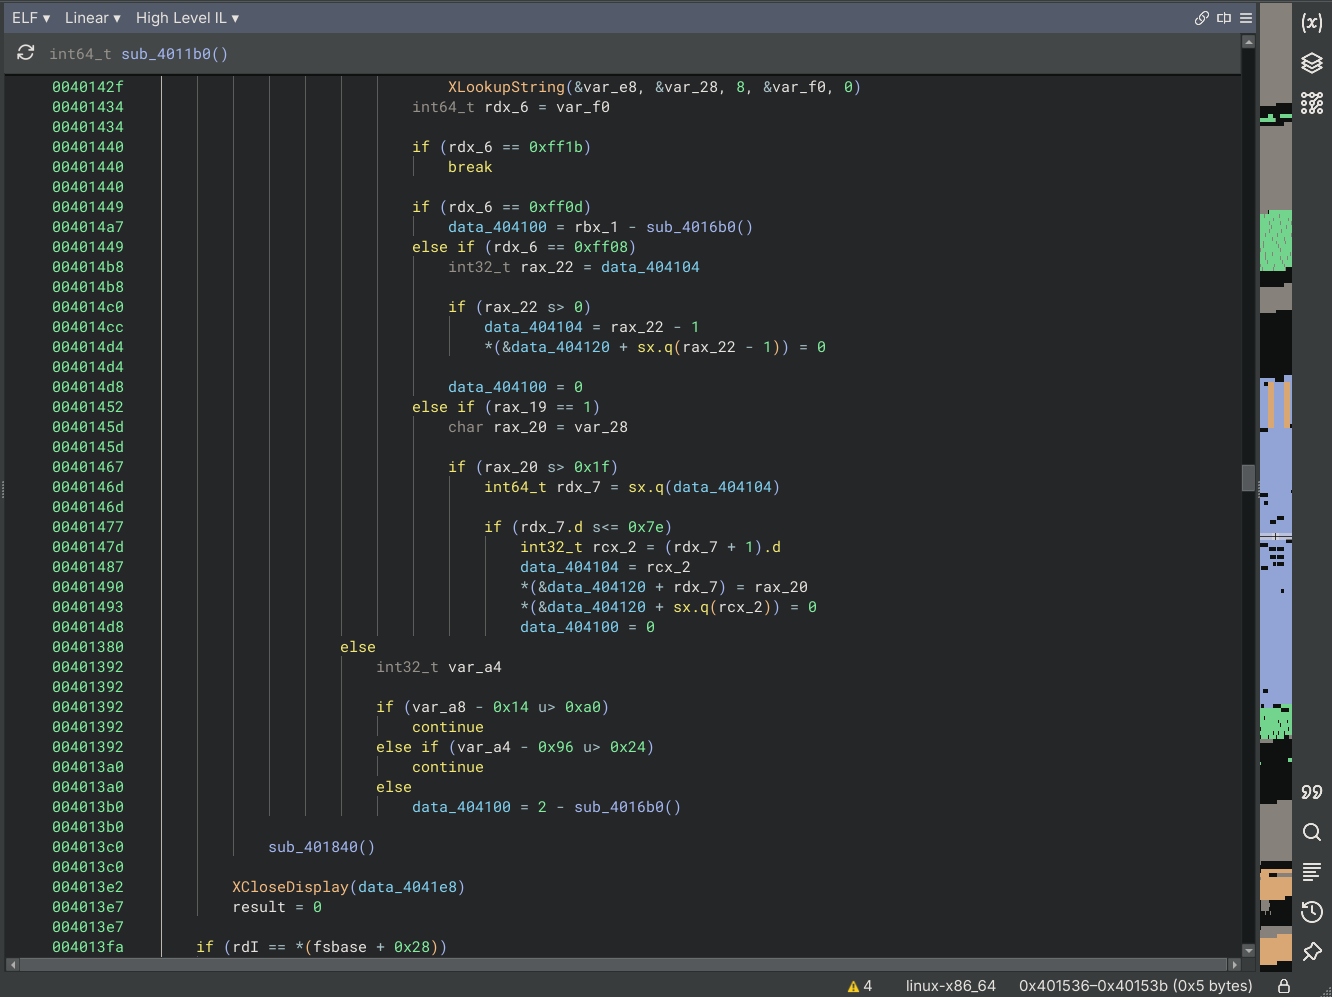 ELF ▾ Linear ▾ High Level IL ▾
int64_t sub_4011b0()
0040142f XLookupString(&var_e8, &var_28, 8, &var_f0, 0)
00401434 int64_t rdx_6 = var_f0
00401434
00401440 if (rdx_6 == 0xff1b)
00401440 break
00401440
00401449 if (rdx_6 == 0xff0d)
004014a7 data_404100 = rbx_1 - sub_4016b0()
00401449 else if (rdx_6 == 0xff08)
004014b8 int32_t rax_22 = data_404104
004014b8
004014c0 if (rax_22 s> 0)
004014cc data_404104 = rax_22 - 1
004014d4 *(&data_404120 + sx.q(rax_22 - 1)) = 0
004014d4
004014d8 data_404100 = 0
00401452 else if (rax_19 == 1)
0040145d char rax_20 = var_28
0040145d
00401467 if (rax_20 s> 0x1f)
0040146d int64_t rdx_7 = sx.q(data_404104)
0040146d
00401477 if (rdx_7.d s<= 0x7e)
0040147d int32_t rcx_2 = (rdx_7 + 1).d
00401487 data_404104 = rcx_2
00401490 *(&data_404120 + rdx_7) = rax_20
00401493 *(&data_404120 + sx.q(rcx_2)) = 0
004014d8 data_404100 = 0
00401380 else
00401392 int32_t var_a4
00401392
00401392 if (var_a8 - 0x14 u> 0xa0)
00401392 continue
00401392 else if (var_a4 - 0x96 u> 0x24)
004013a0 continue
004013a0 else
004013b0 data_404100 = 2 - sub_4016b0()
004013b0
004013c0 sub_401840()
004013c0
004013e2 XCloseDisplay(data_4041e8)
004013e7 result = 0
004013e7
004013fa if (rdI == *(fsbase + 0x28))
4 linux-x86_64 0x401536–0x40153b (0x5 bytes)